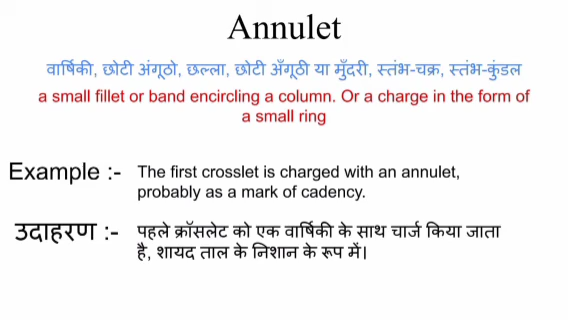 Annulet
वार्षिकी, छोटी अंगूठो, छल्ला, छोटी अँगूठी या मुँदरी, स्तंभ-चक्र, स्तंभ-कुंडल
a small fillet or band encircling a column. Or a charge in the form of
a small ring
Example :- The first crosslet is charged with an annulet,
probably as a mark of cadency.
उदाहरण :- पहले क्रॉसलेट को एक वार्षिकी के साथ चार्ज किया जाता
है, शायद ताल के निशान के रूप में।